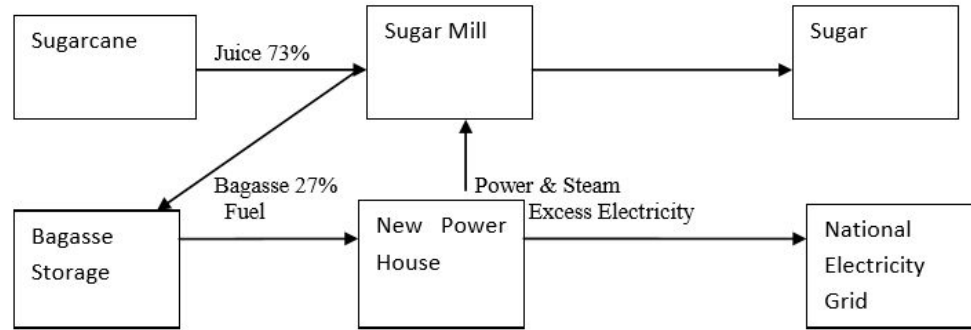 Sugarcane
Juice 73%
Sugar Mill
Sugar
Bagasse 27%
Fuel
Power & Steam
Excess Electricity
Bagasse
Storage
New Power
House
National
Electricity
Grid